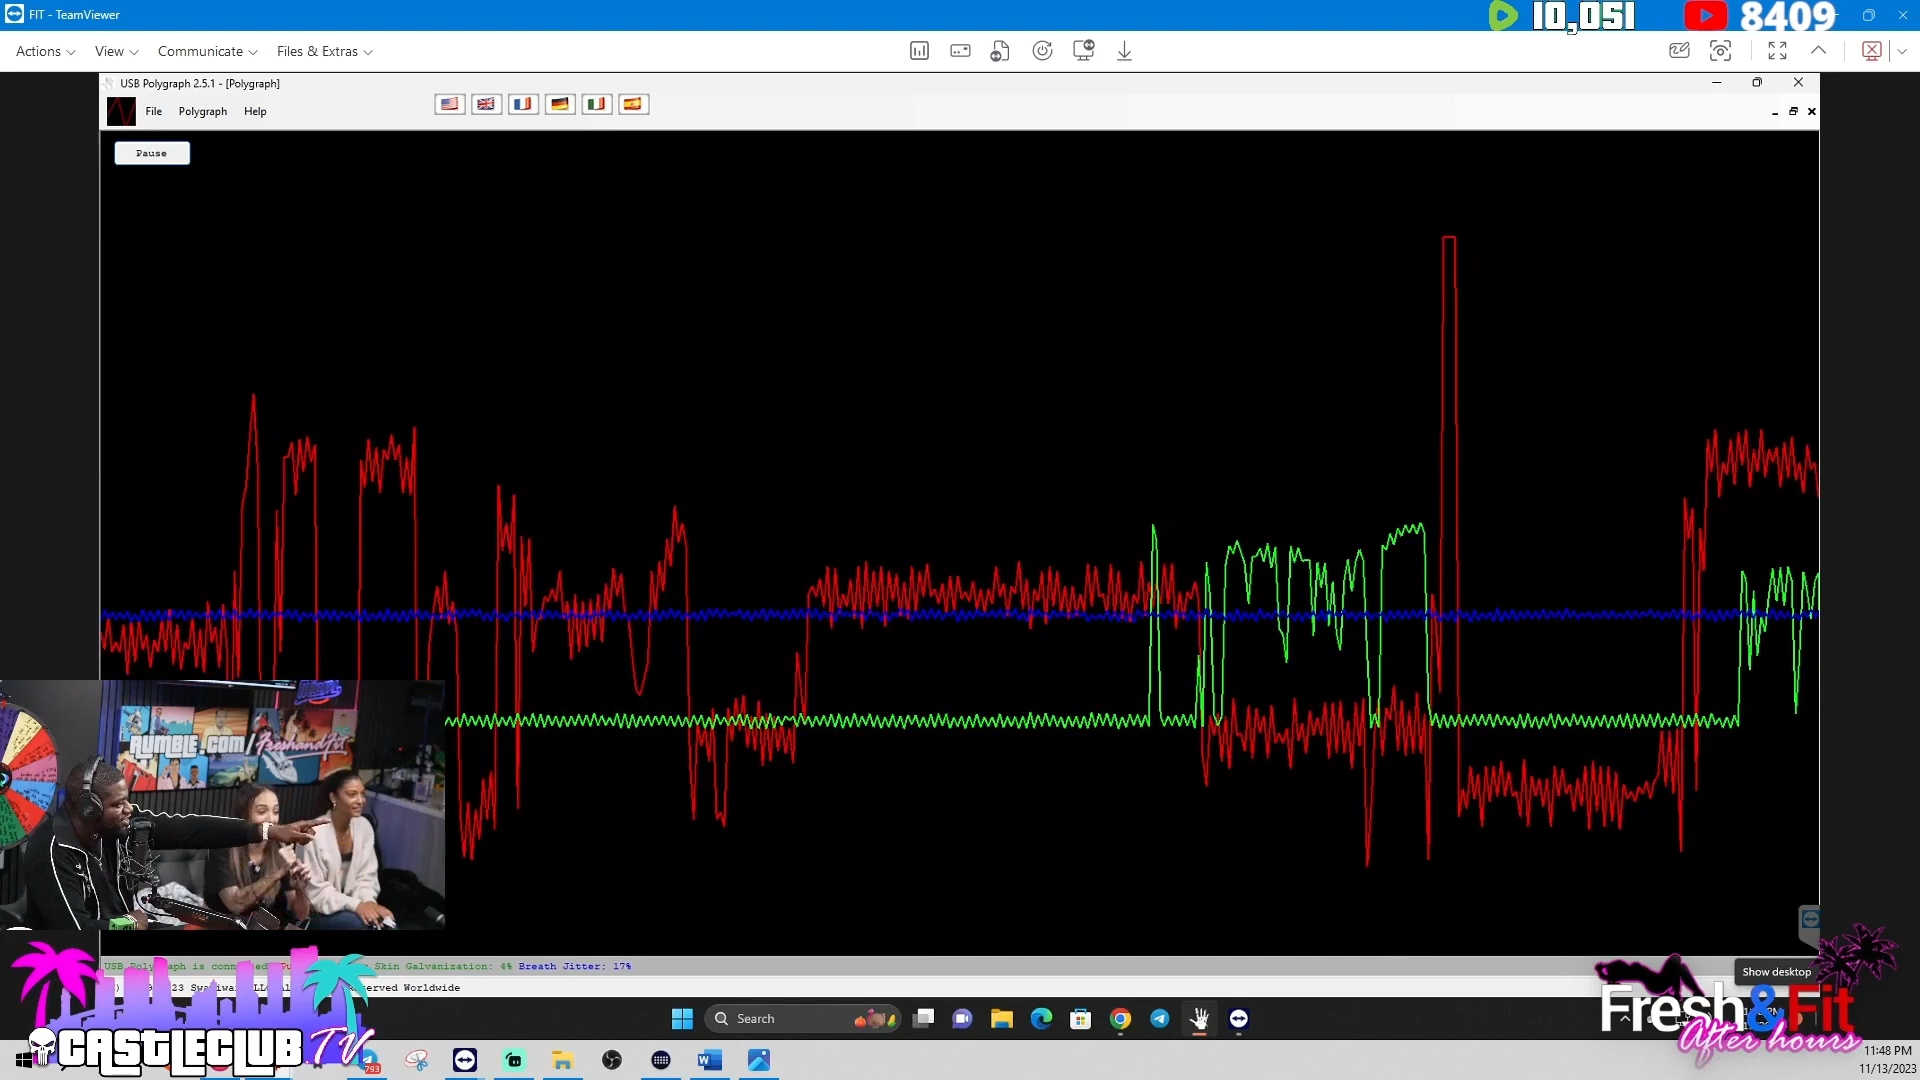 FIT - TeamViewer
10,051
8409
Actions View Communicate Files & Extras
USB Polygraph 2.5.1 - [Polygraph]
File Polygraph Help
Pause
RUMBLE.COM/FreshandFit
Skin Galvanization: 4% Breath Jitter: 17%
Worldwide
Show desktop
Search
Fresh&Fit
After hours
CASTLECLUB TV
793
11:48 PM
11/13/2023